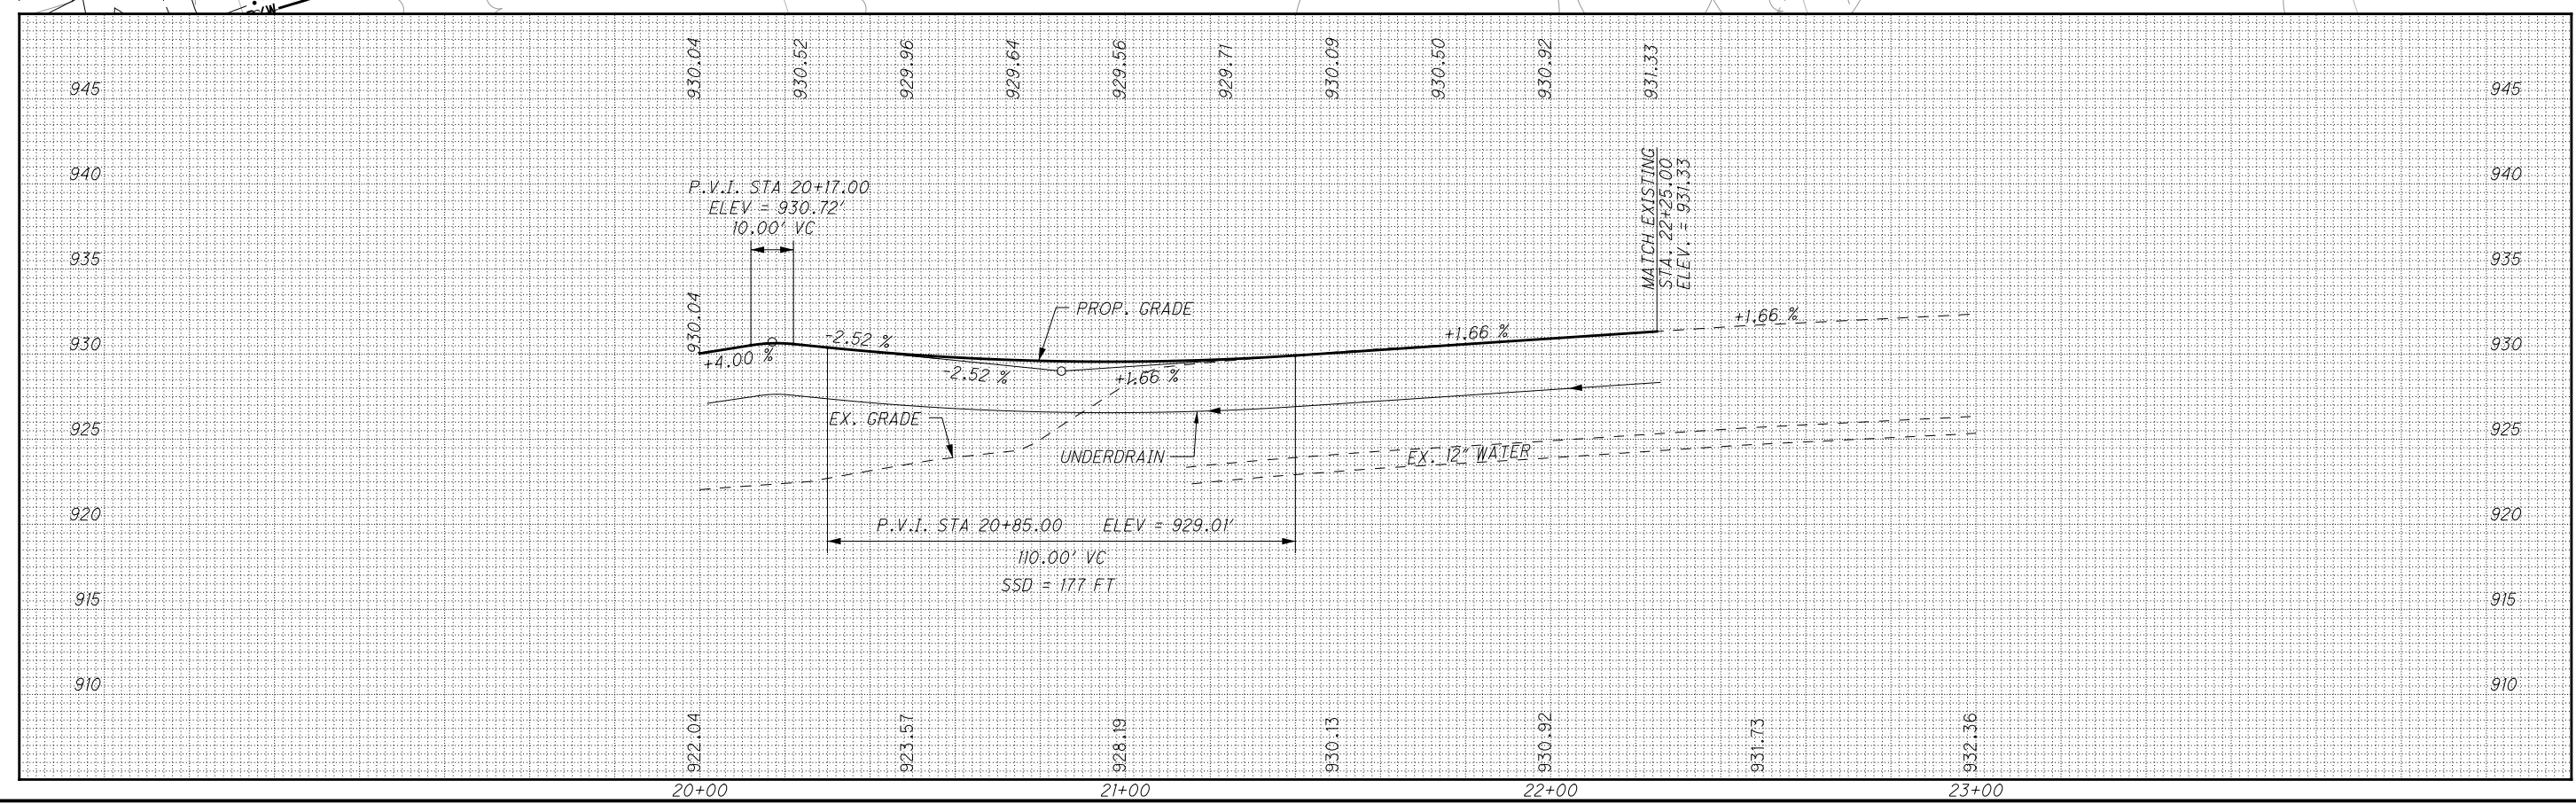 R/W
930.04 930.52 929.96 929.64 929.56 929.71 930.09 930.50 930.92 931.33
945 945
940 940
P.V.I. STA 20+17.00
ELEV = 930.72'
10.00' VC
MATCH EXISTING
STA. 22+25.00
ELEV. = 931.33
935 935
930.04
PROP. GRADE
+1.66 %
-2.52 %
+1.66 %
930 930
+4.00 %
-2.52 %
+1.66 %
EX. GRADE
925 925
UNDERDRAIN
EX. 12" WATER
920 920
P.V.I. STA 20+85.00 ELEV = 929.01'
110.00' VC
SSD = 177 FT
915 915
910 910
922.04 923.57 928.19 930.13 930.92 931.73 932.36
20+00 21+00 22+00 23+00